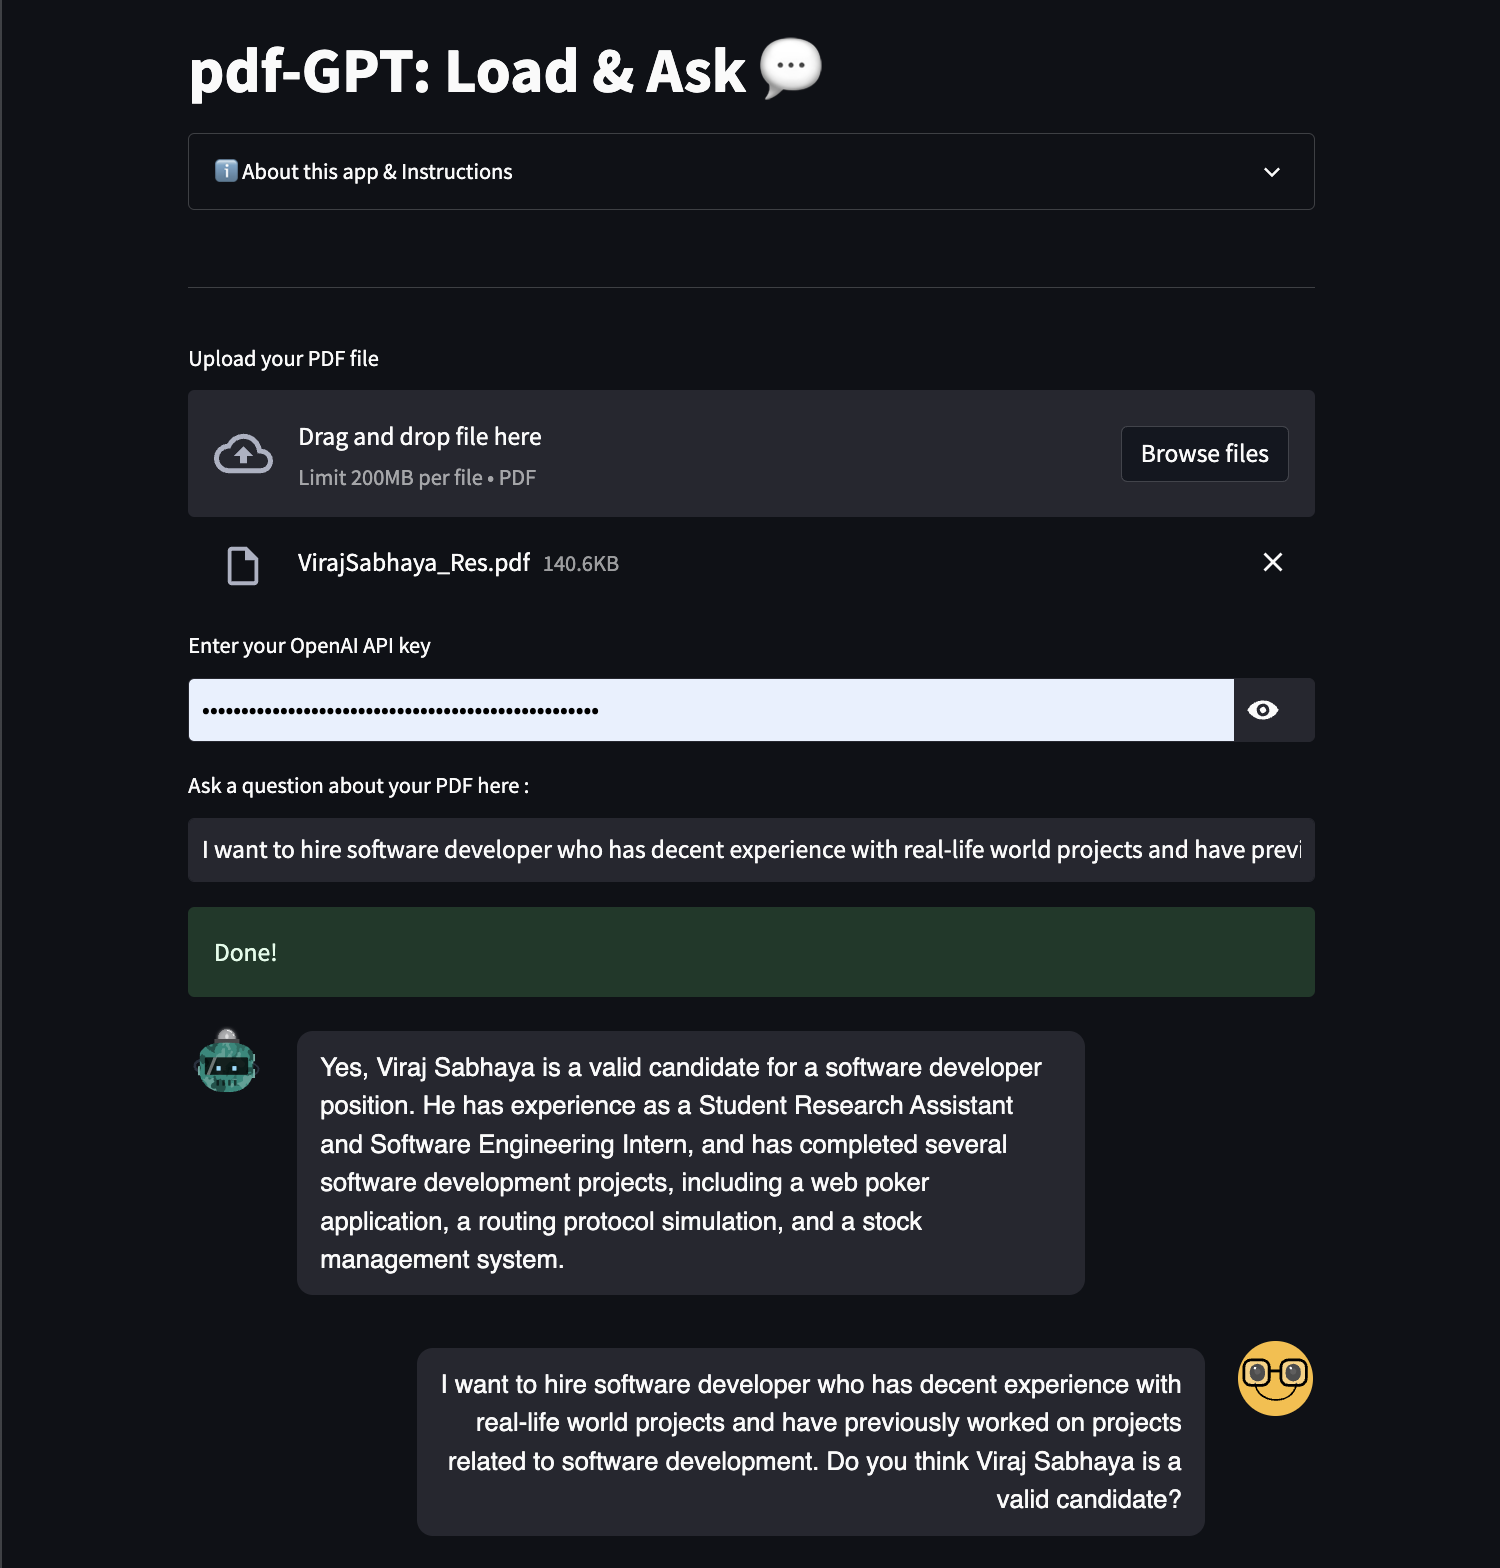 pdf-GPT: Load & Ask 💬
ℹ️ About this app & Instructions
Upload your PDF file
Drag and drop file here
Limit 200MB per file • PDF
Browse files
VirajSabhaya_Res.pdf 140.6KB
Enter your OpenAI API key
Ask a question about your PDF here :
I want to hire software developer who has decent experience with real-life world projects and have previ
Done!
Yes, Viraj Sabhaya is a valid candidate for a software developer
position. He has experience as a Student Research Assistant
and Software Engineering Intern, and has completed several
software development projects, including a web poker
application, a routing protocol simulation, and a stock
management system.
I want to hire software developer who has decent experience with
real-life world projects and have previously worked on projects
related to software development. Do you think Viraj Sabhaya is a
valid candidate?